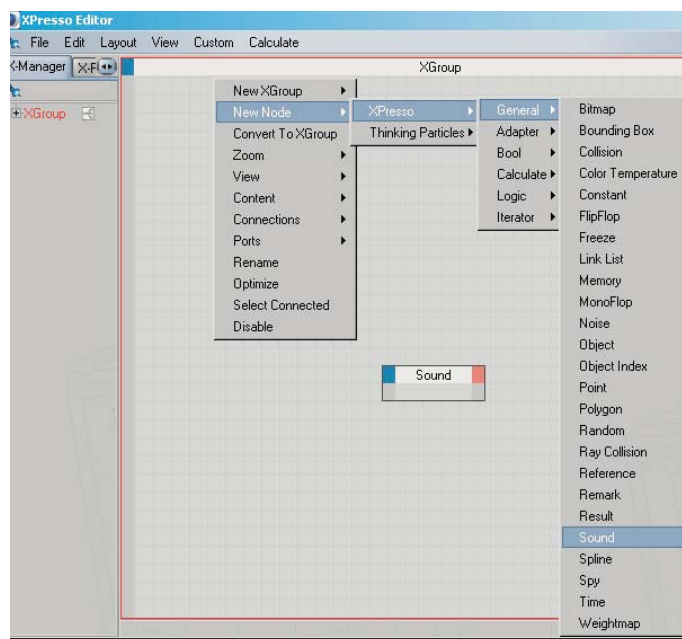 XPresso Editor
File Edit Layout View Custom Calculate
X-Manager X-F
XGroup
XGroup
New XGroup
New Node
Convert To XGroup
Zoom
View
Content
Connections
Ports
Rename
Optimize
Select Connected
Disable
XPresso
Thinking Particles
General
Adapter
Bool
Calculate
Logic
Iterator
Bitmap
Bounding Box
Collision
Color Temperature
Constant
FlipFlop
Freeze
Link List
Memory
MonoFlop
Noise
Object
Object Index
Point
Polygon
Random
Ray Collision
Reference
Remark
Result
Sound
Spline
Spy
Time
Weightmap
Sound